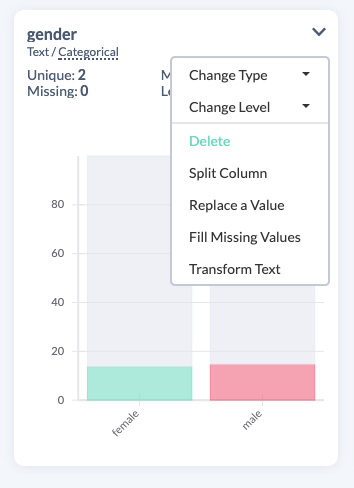 gender
Text / Categorical
Unique: 2
Missing: 0
Change Type
Change Level
Delete
Split Column
Replace a Value
Fill Missing Values
Transform Text
80
60
40
20
0
female
male